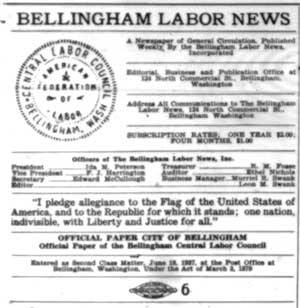 BELLINGHAM LABOR NEWS
CENTRAL LABOR COUNCIL
AMERICAN
FEDERATION
OF
LABOR
BELLINGHAM, WASH.
A Newspaper of General Circulation, Published
Weekly By the Bellingham Labor News,
Incorporated
Editorial, Business and Publication Office at
124 North Commercial St., Bellingham,
Washington
Address All Communications to The Bellingham
Labor News, 124 North Commercial St.,
Bellingham Washington
SUBSCRIPTION RATES; ONE YEAR $2.00;
FOUR MONTHS, $1.00
Officers of The Bellingham Labor News, Inc.
President Ida M. Peterson Treasurer R. M. Fuson
Vice President F. J. Harrington Auditor Ethel Nichols
Secretary Edward McCullough Business Manager Murriel R. Swank
Editor Leon M. Swank
"I pledge allegiance to the Flag of the United States of
America, and to the Republic for which it stands; one nation,
indivisible, with Liberty and Justice for all."
OFFICIAL PAPER CITY OF BELLINGHAM
Official Paper of the Bellingham Central Labor Council
Entered as Second Class Matter, June 18, 1937, at the Post Office at
Bellingham, Washington, Under the Act of March 3, 1879
6